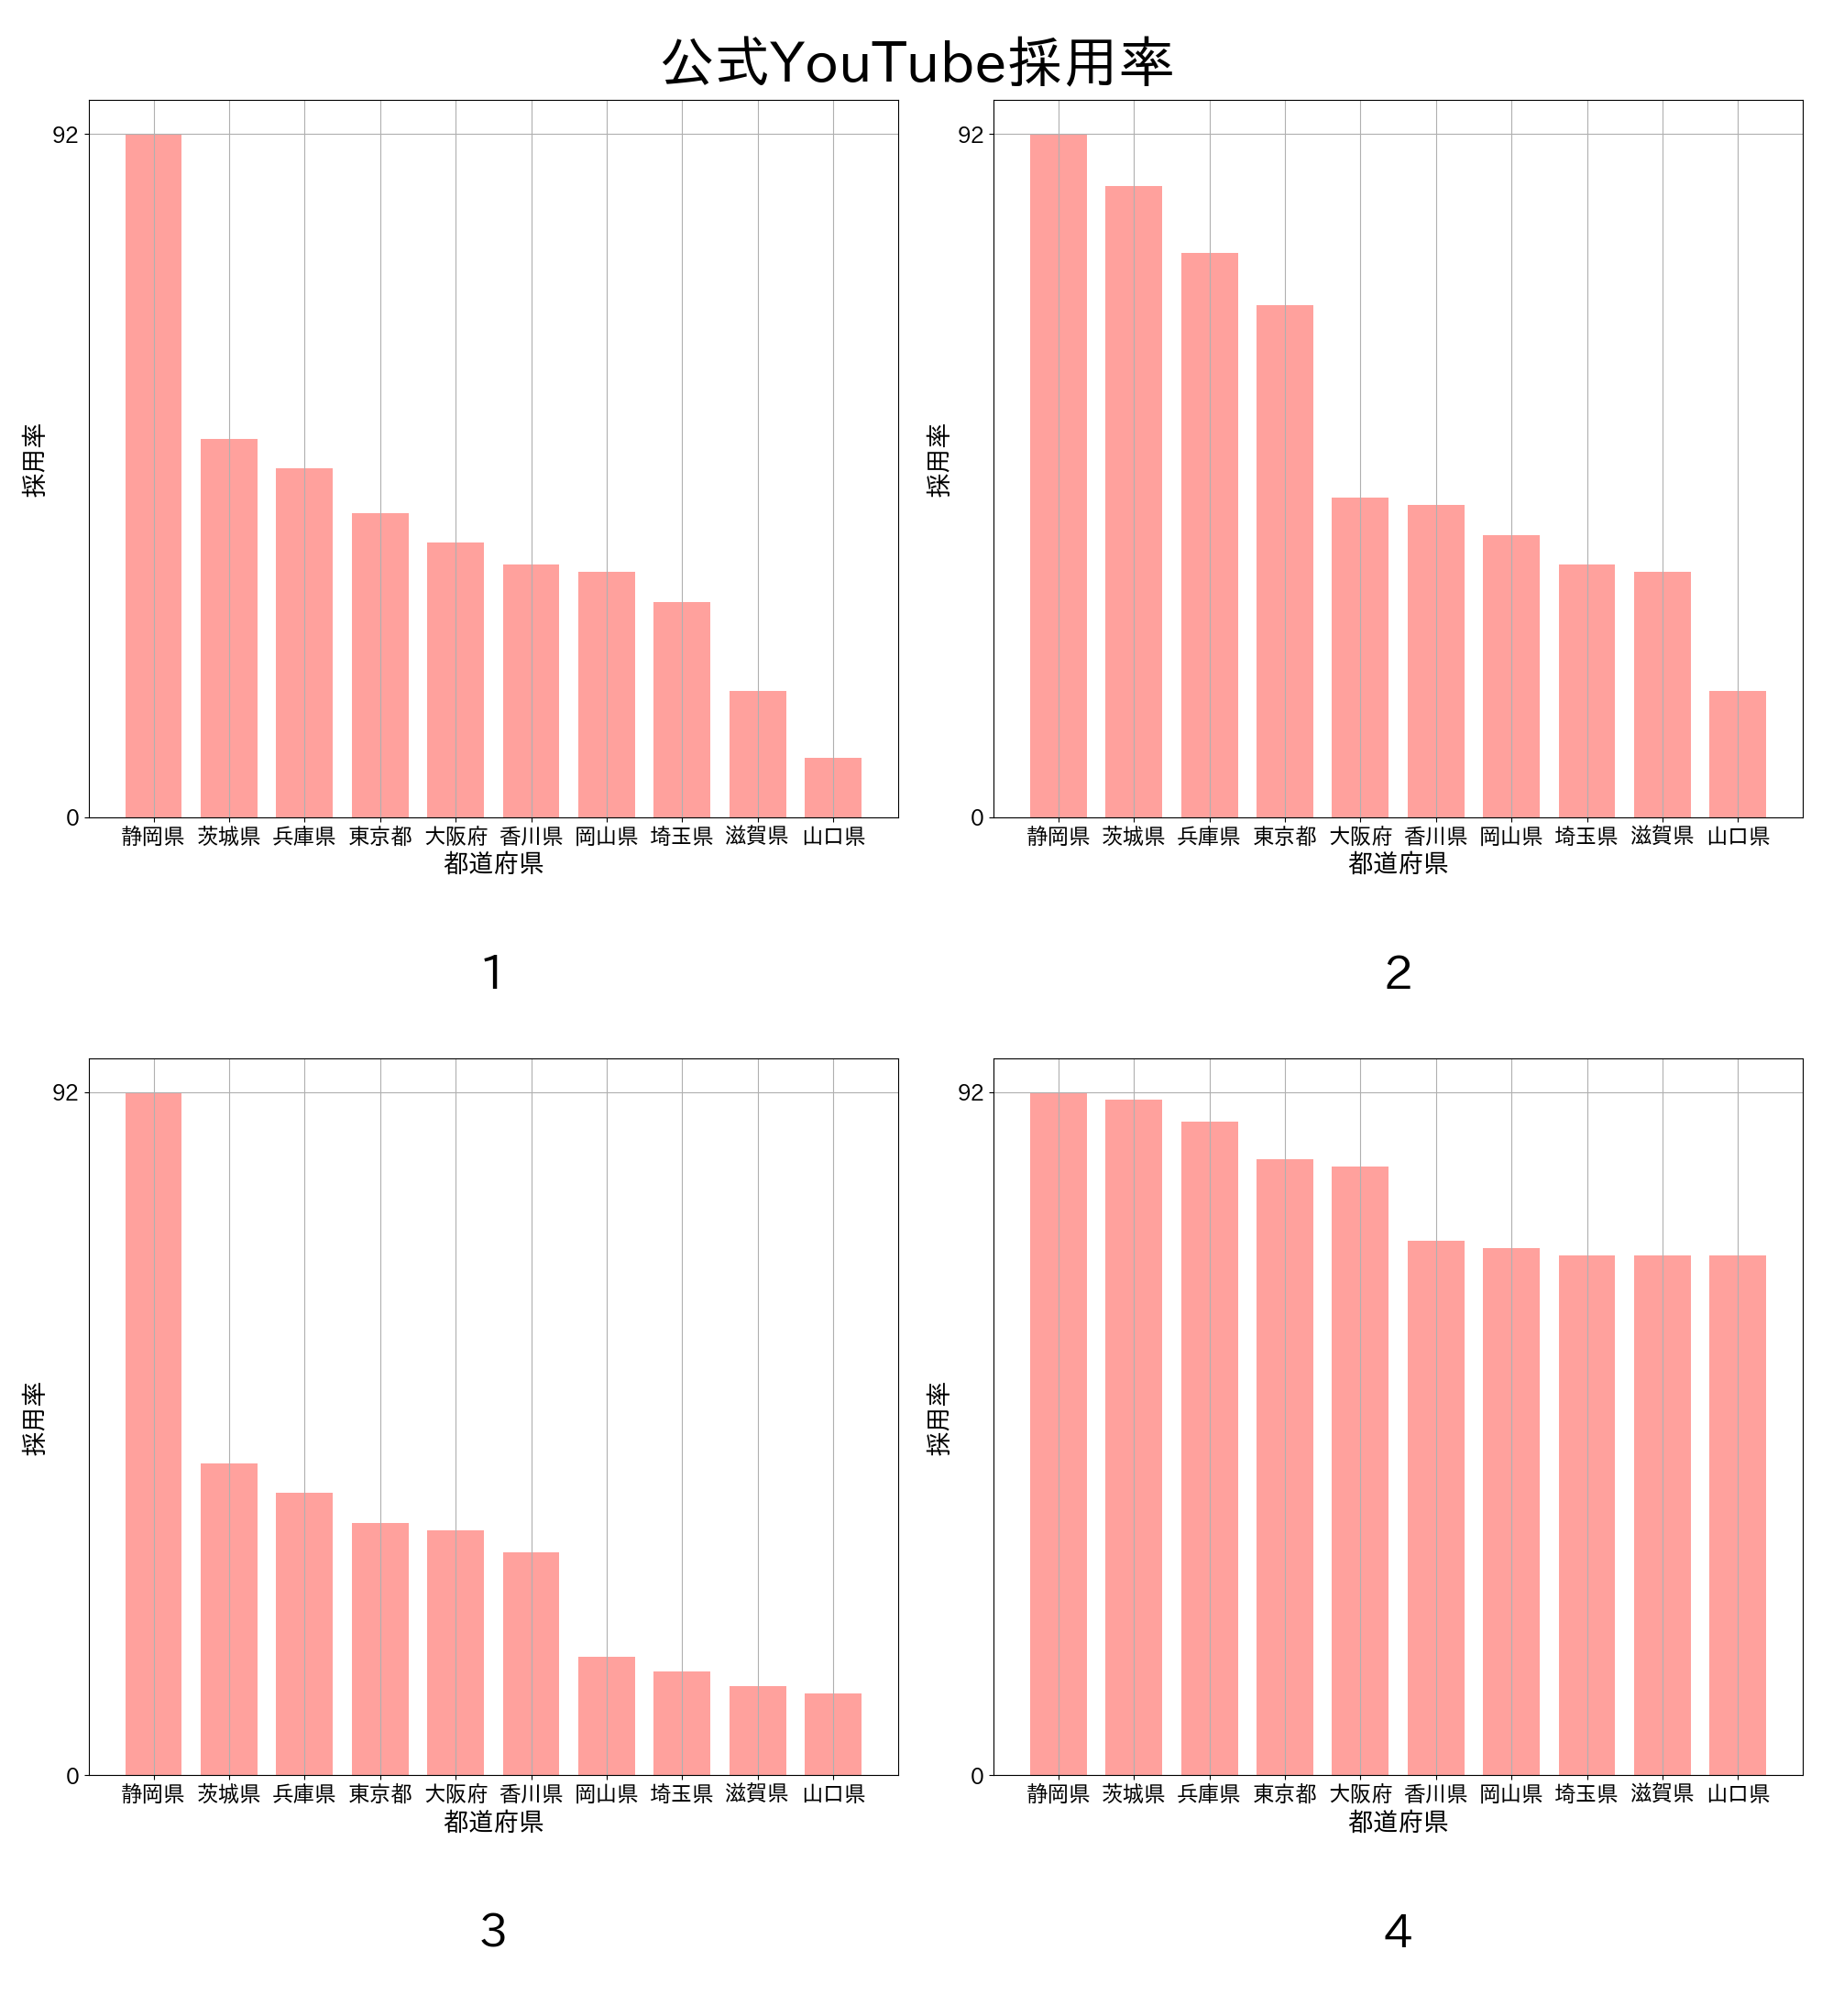 公式YouTube採用率
92
0
採用率
静岡県 茨城県 兵庫県 東京都 大阪府 香川県 岡山県 埼玉県 滋賀県 山口県
都道府県
1
92
0
採用率
静岡県 茨城県 兵庫県 東京都 大阪府 香川県 岡山県 埼玉県 滋賀県 山口県
都道府県
2
92
0
採用率
静岡県 茨城県 兵庫県 東京都 大阪府 香川県 岡山県 埼玉県 滋賀県 山口県
都道府県
3
92
0
採用率
静岡県 茨城県 兵庫県 東京都 大阪府 香川県 岡山県 埼玉県 滋賀県 山口県
都道府県
4